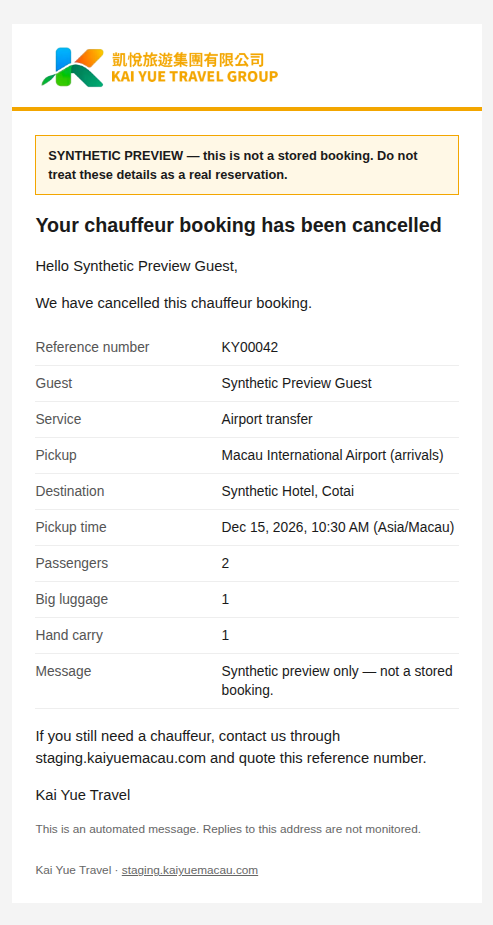 凱悅旅遊集團有限公司
KAI YUE TRAVEL GROUP
SYNTHETIC PREVIEW — this is not a stored booking. Do not
treat these details as a real reservation.
Your chauffeur booking has been cancelled
Hello Synthetic Preview Guest,
We have cancelled this chauffeur booking.
Reference number KY00042
Guest Synthetic Preview Guest
Service Airport transfer
Pickup Macau International Airport (arrivals)
Destination Synthetic Hotel, Cotai
Pickup time Dec 15, 2026, 10:30 AM (Asia/Macau)
Passengers 2
Big luggage 1
Hand carry 1
Message Synthetic preview only — not a stored
booking.
If you still need a chauffeur, contact us through
staging.kaiyuemacau.com and quote this reference number.
Kai Yue Travel
This is an automated message. Replies to this address are not monitored.
Kai Yue Travel · staging.kaiyuemacau.com